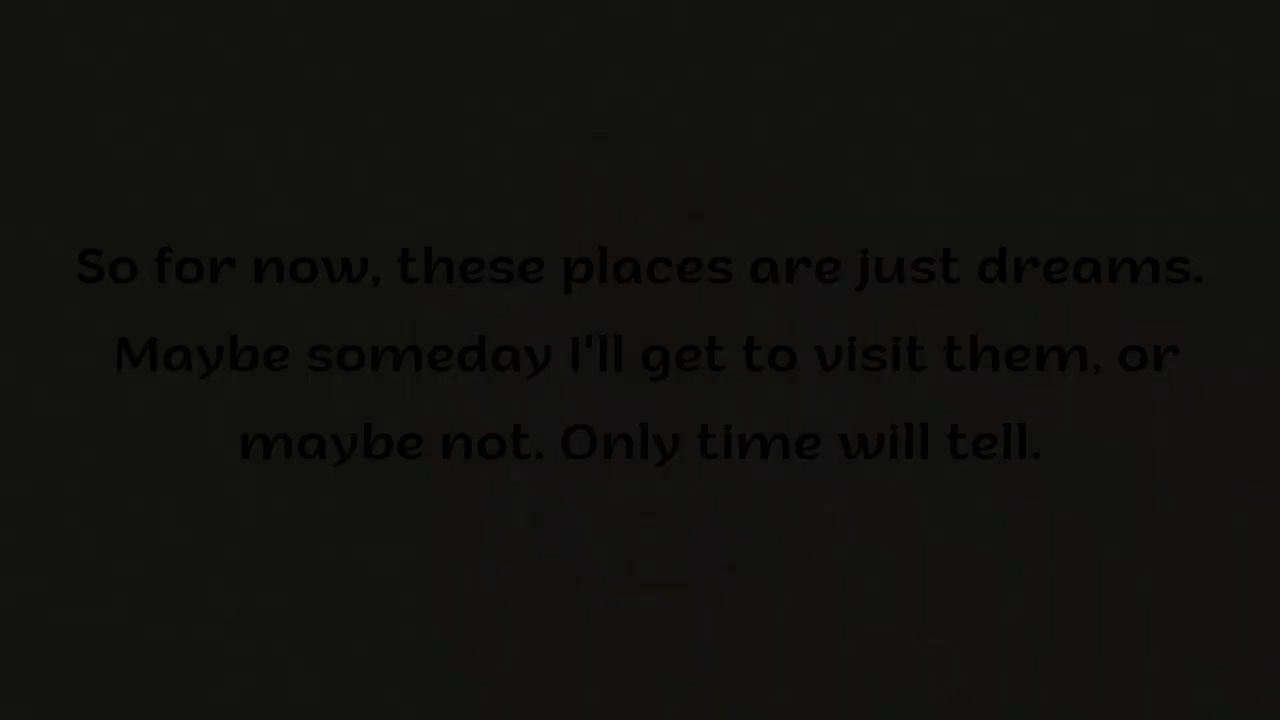 So for now, these places are just dreams.
Maybe someday I'll get to visit them, or
maybe not. Only time will tell.